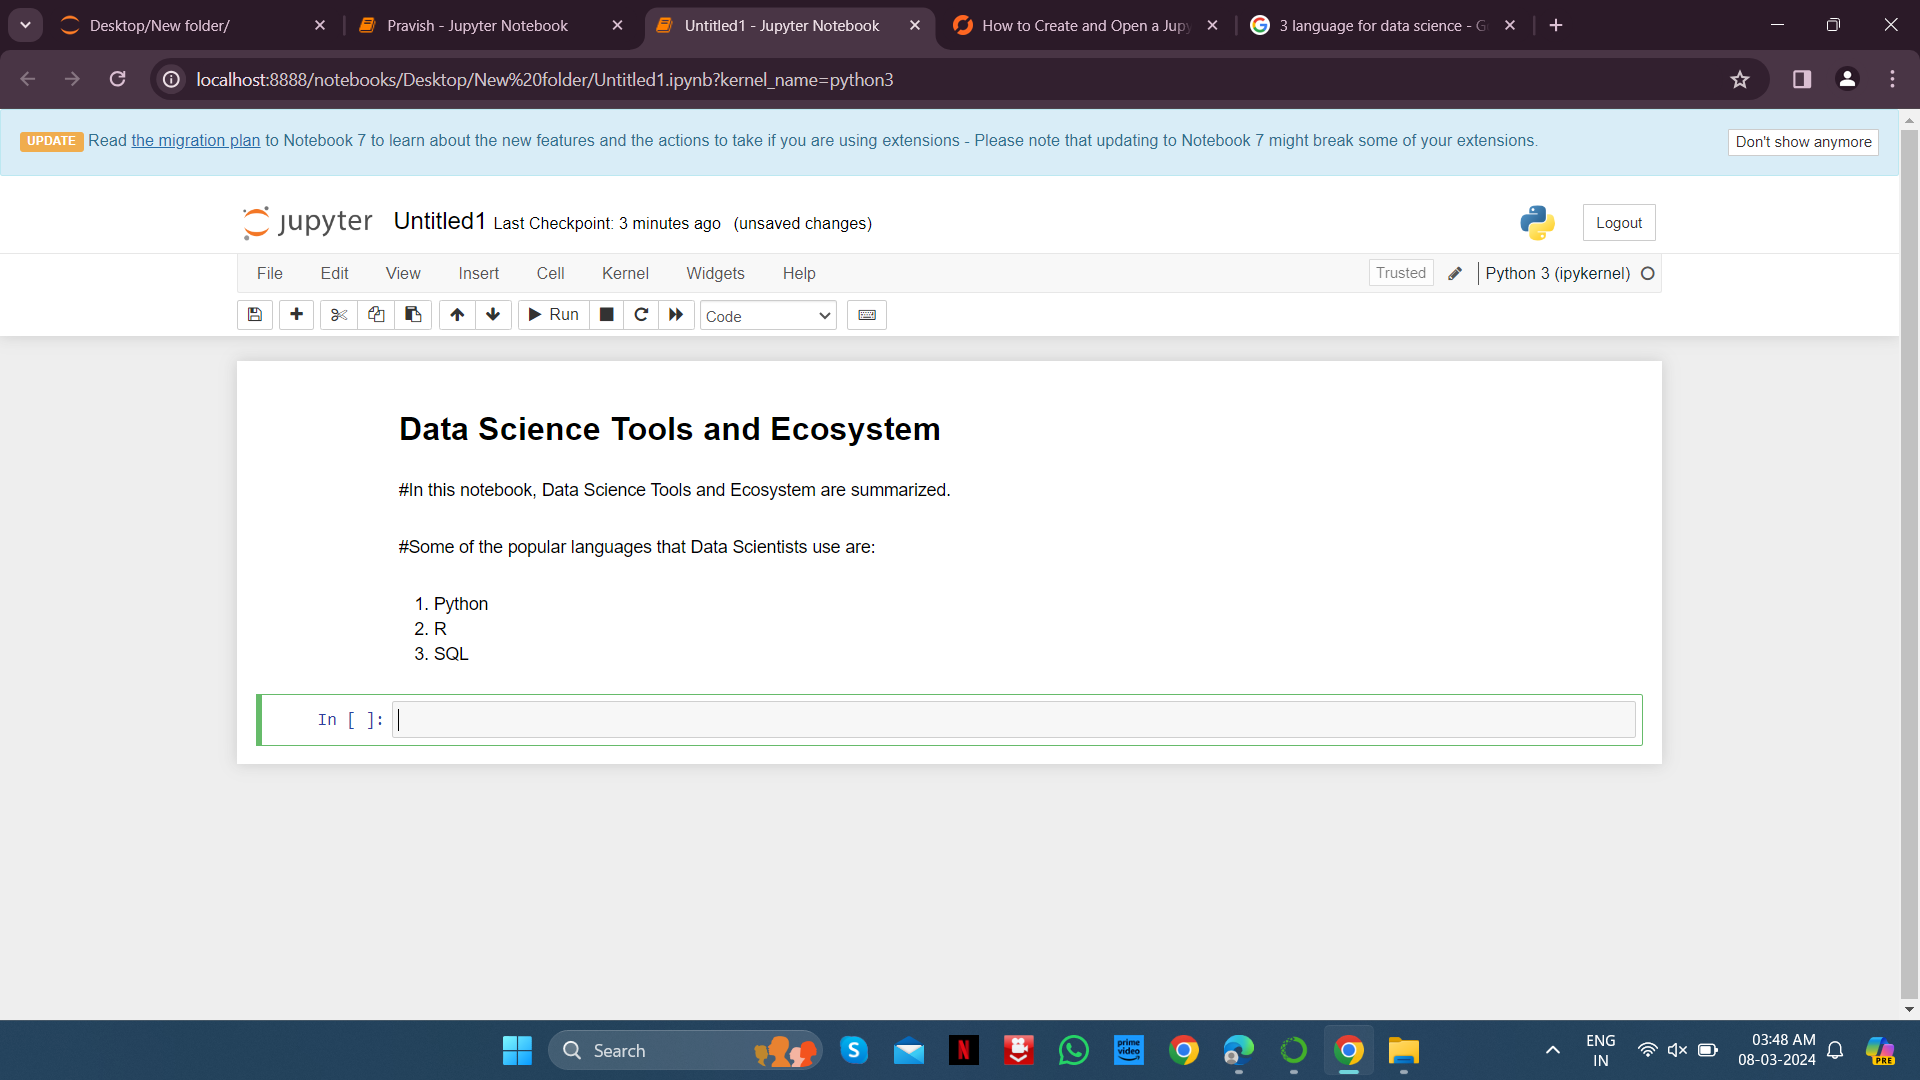 Desktop/New folder/
Pravish - Jupyter Notebook
Untitled1 - Jupyter Notebook
How to Create and Open a Jupy
3 language for data science - G
localhost:8888/notebooks/Desktop/New%20folder/Untitled1.ipynb?kernel_name=python3
UPDATE Read the migration plan to Notebook 7 to learn about the new features and the actions to take if you are using extensions - Please note that updating to Notebook 7 might break some of your extensions.
Don't show anymore
jupyter Untitled1 Last Checkpoint: 3 minutes ago (unsaved changes)
Logout
File Edit View Insert Cell Kernel Widgets Help
Trusted Python 3 (ipykernel)
Run Code
Data Science Tools and Ecosystem
#In this notebook, Data Science Tools and Ecosystem are summarized.
#Some of the popular languages that Data Scientists use are:
1. Python
2. R
3. SQL
In [ ]:
Search
S
N
prime video
ENG
IN
03:48 AM
08-03-2024
PRE